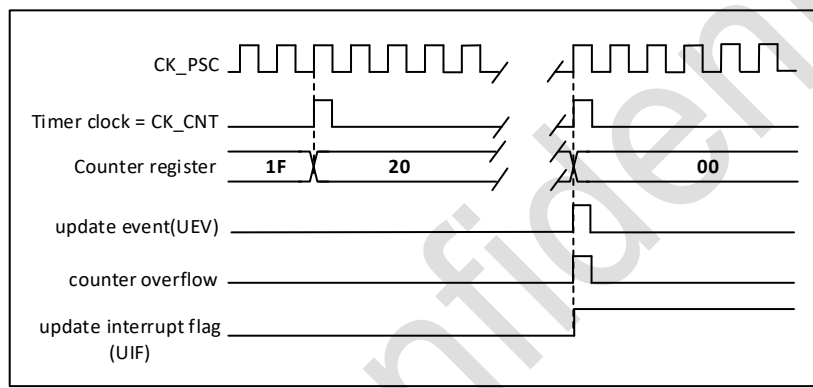 CK_PSC
Timer clock = CK_CNT
Counter register
1F 20 00
update event(UEV)
counter overflow
update interrupt flag
(UIF)